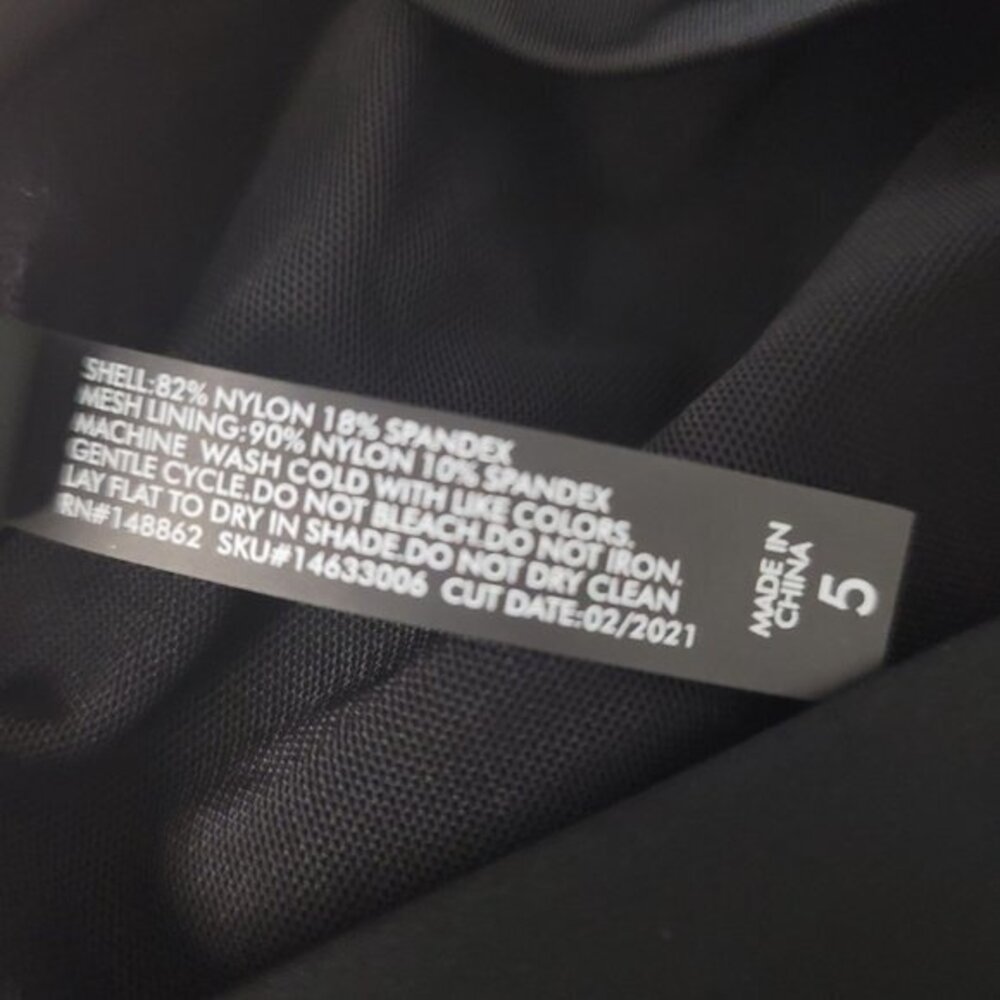 SHELL:82% NYLON 18% SPANDEX
MESH LINING:90% NYLON 10% SPANDEX
MACHINE WASH COLD WITH LIKE COLORS.
GENTLE CYCLE.DO NOT BLEACH.DO NOT IRON.
LAY FLAT TO DRY IN SHADE.DO NOT DRY CLEAN
RN#148862 SKU#14633006 CUT DATE:02/2021
MADE IN
CHINA
5